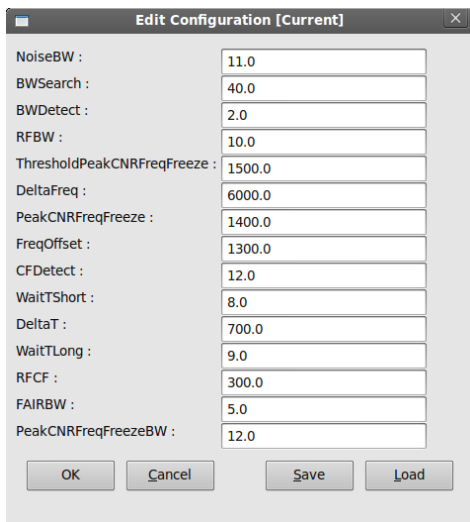 Edit Configuration [Current]
NoiseBW : 11.0
BWSearch : 40.0
BWDetect : 2.0
RFBW : 10.0
ThresholdPeakCNRFreqFreeze : 1500.0
DeltaFreq : 6000.0
PeakCNRFreqFreeze : 1400.0
FreqOffset : 1300.0
CFDetect : 12.0
WaitTShort : 8.0
DeltaT : 700.0
WaitTLong : 9.0
RFCF : 300.0
FAIRBW : 5.0
PeakCNRFreqFreezeBW : 12.0
OK Cancel Save Load